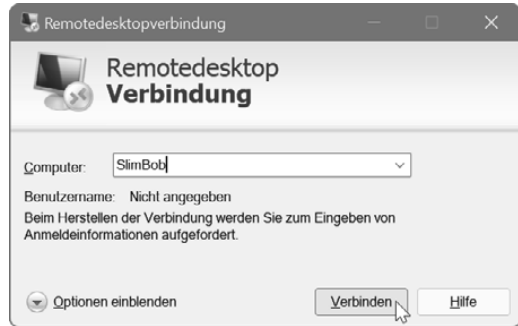 Remotedesktopverbindung
Remotedesktop
Verbindung
Computer: SlimBob
Benutzername: Nicht angegeben
Beim Herstellen der Verbindung werden Sie zum Eingeben von
Anmeldeinformationen aufgefordert.
Optionen einblenden Verbinden Hilfe